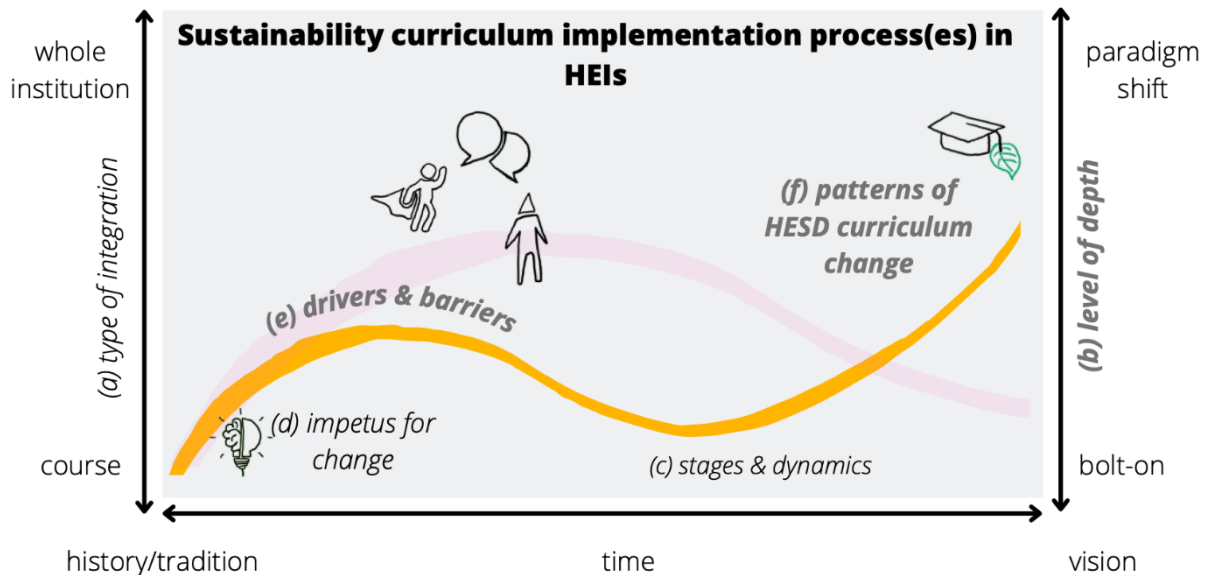 Sustainability curriculum implementation process(es) in
HEIs
whole
institution
paradigm
shift
(a) type of integration
(b) level of depth
(f) patterns of
HESD curriculum
change
(e) drivers & barriers
(d) impetus for
change
(c) stages & dynamics
course
bolt-on
history/tradition
time
vision